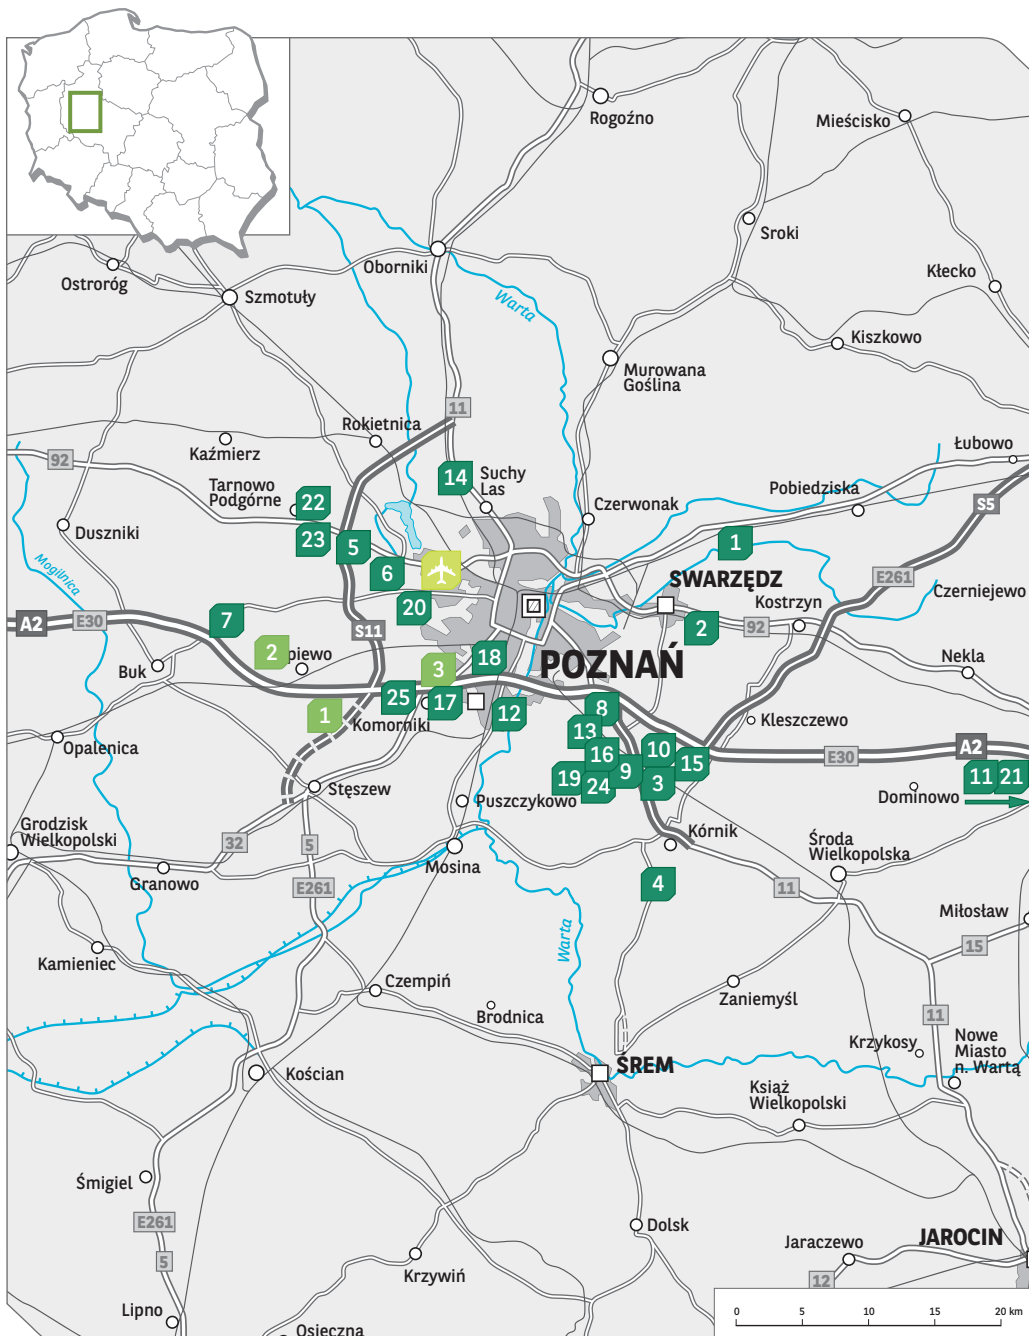 Rogoźno
Mieścisko
Sroki
Oborniki
Ostroróg
Kłecko
Szmotuły
Warta
Kiszkowo
Murowana
Goślina
11
Rokietnica
Kaźmierz
Łubowo
92
14
Suchy
Las
Tarnowo
Podgórne
22
Pobiedziska
Czerwonak
S5
Duszniki
23
5
1
Mogilnica
6
SWARZĘDZ
E261
Czerniejewo
20
Kostrzyn
7
A2
E30
S11
2
92
2
piewo
18
POZNAŃ
Nekla
Buk
3
25
17
8
1
Komorniki
12
Kleszczewo
13
Opalenica
16
10
A2
E30
15
9
11
21
19
24
3
Stęszew
Puszczykowo
Dominowo
Grodzisk
Wielkopolski
32
5
Kórnik
Środa
Wielkopolska
Mosina
Granowo
E261
4
11
Miłosław
Kamieniec
Warta
15
Czempiń
Zaniemyśl
Brodnica
11
Krzykosy
Nowe
Miasto
n. Wartą
Kościan
ŚREM
Książ
Wielkopolski
Śmigiel
E261
Dolsk
JAROCIN
5
Jaraczewo
Krzywiń
12
Lipno
0 5 10 15 20 km
Osieczna